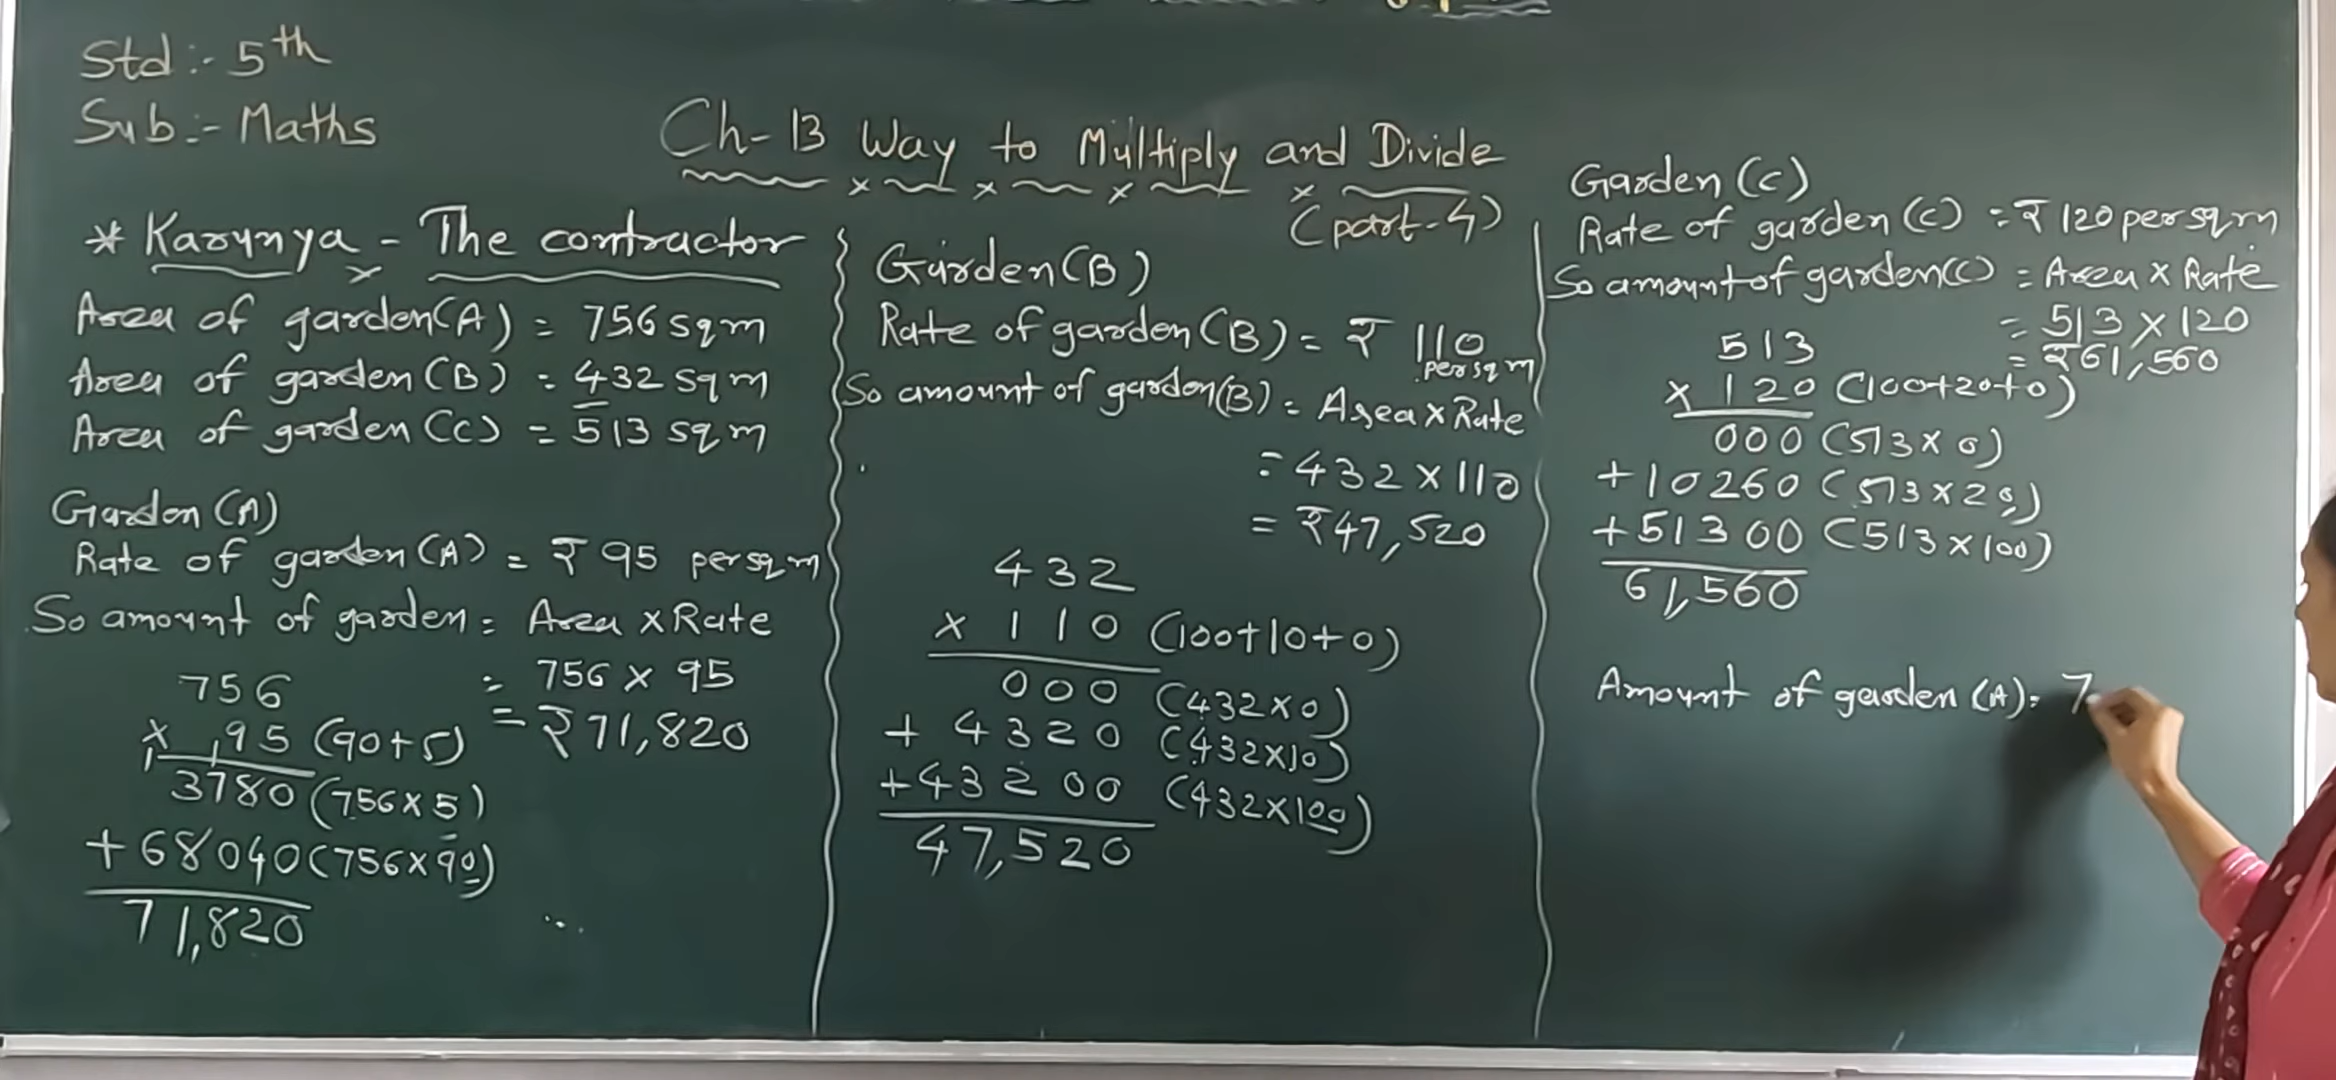 Std :- 5th
Sub :- Maths
Ch-13 Way to Multiply and Divide
(part-4)
* Karunya - The contractor
Area of garden(A) = 756 sq m
Area of garden (B) = 432 sq m
Area of garden (C) = 513 sq m
Garden (A)
Rate of garden (A) = ₹ 95 per sq m
So amount of garden = Area x Rate
= 756 x 95
= ₹71,820
756
x 95 (90+5)
3780 (756 x 5)
+ 68040 (756 x 90)
71,820
Garden (B)
Rate of garden (B) = ₹ 110
per sq m
So amount of garden(B) = Area x Rate
= 432 x 110
= ₹47,520
432
x 110 (100+10+0)
000 (432x0)
+ 4320 (432x10)
+43200 (432x100)
47,520
Garden (C)
Rate of garden (C) = ₹ 120 per sq m
So amount of garden(C) = Area x Rate
= 513 x 120
= ₹61,560
513
x 120 (100+20+0)
000 (513 x 0)
+10260 (513 x 20)
+51300 (513 x 100)
61,560
Amount of garden (A) = 7